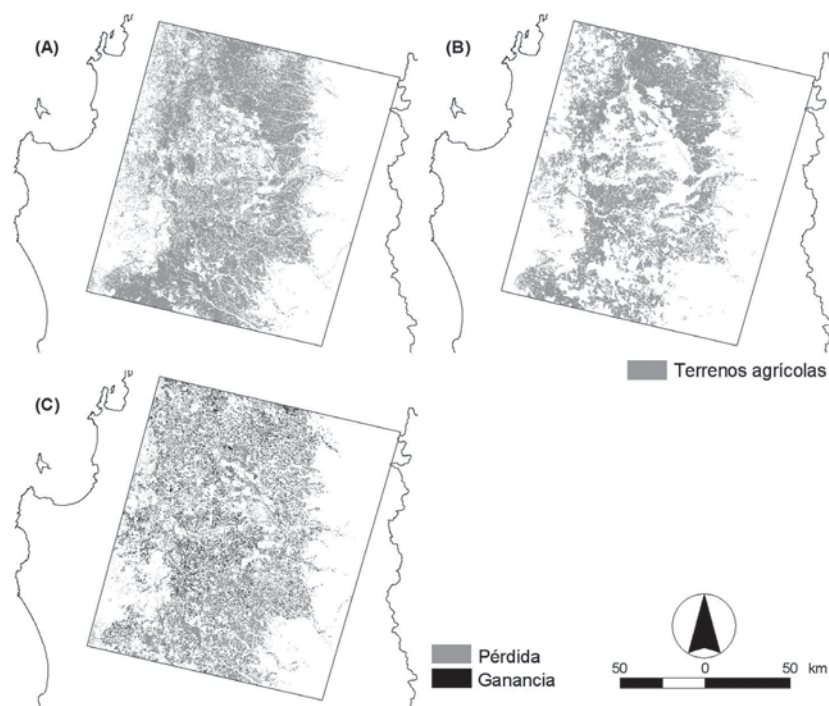 (A)
(B)
Terrenos agrícolas
(C)
Pérdida
Ganancia
50 0 50 km